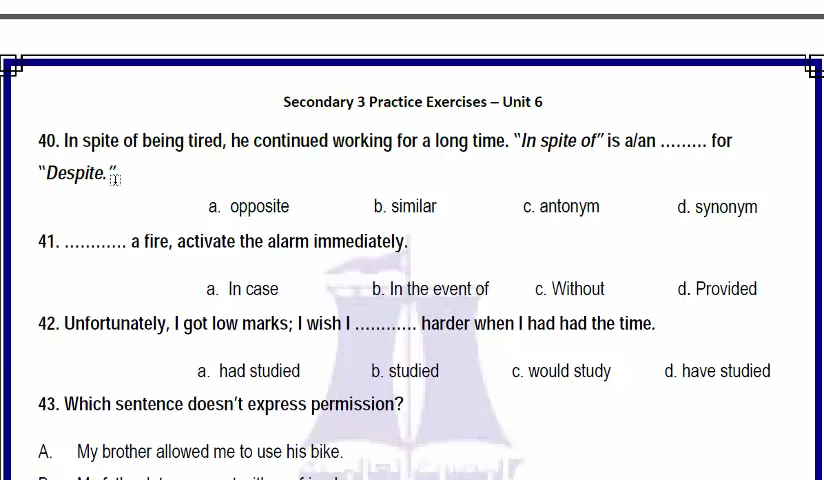 Secondary 3 Practice Exercises – Unit 6
40. In spite of being tired, he continued working for a long time. "In spite of" is a/an ......... for
"Despite."
a. opposite b. similar c. antonym d. synonym
41. ............ a fire, activate the alarm immediately.
a. In case b. In the event of c. Without d. Provided
42. Unfortunately, I got low marks; I wish I ............ harder when I had had the time.
a. had studied b. studied c. would study d. have studied
43. Which sentence doesn't express permission?
A. My brother allowed me to use his bike.